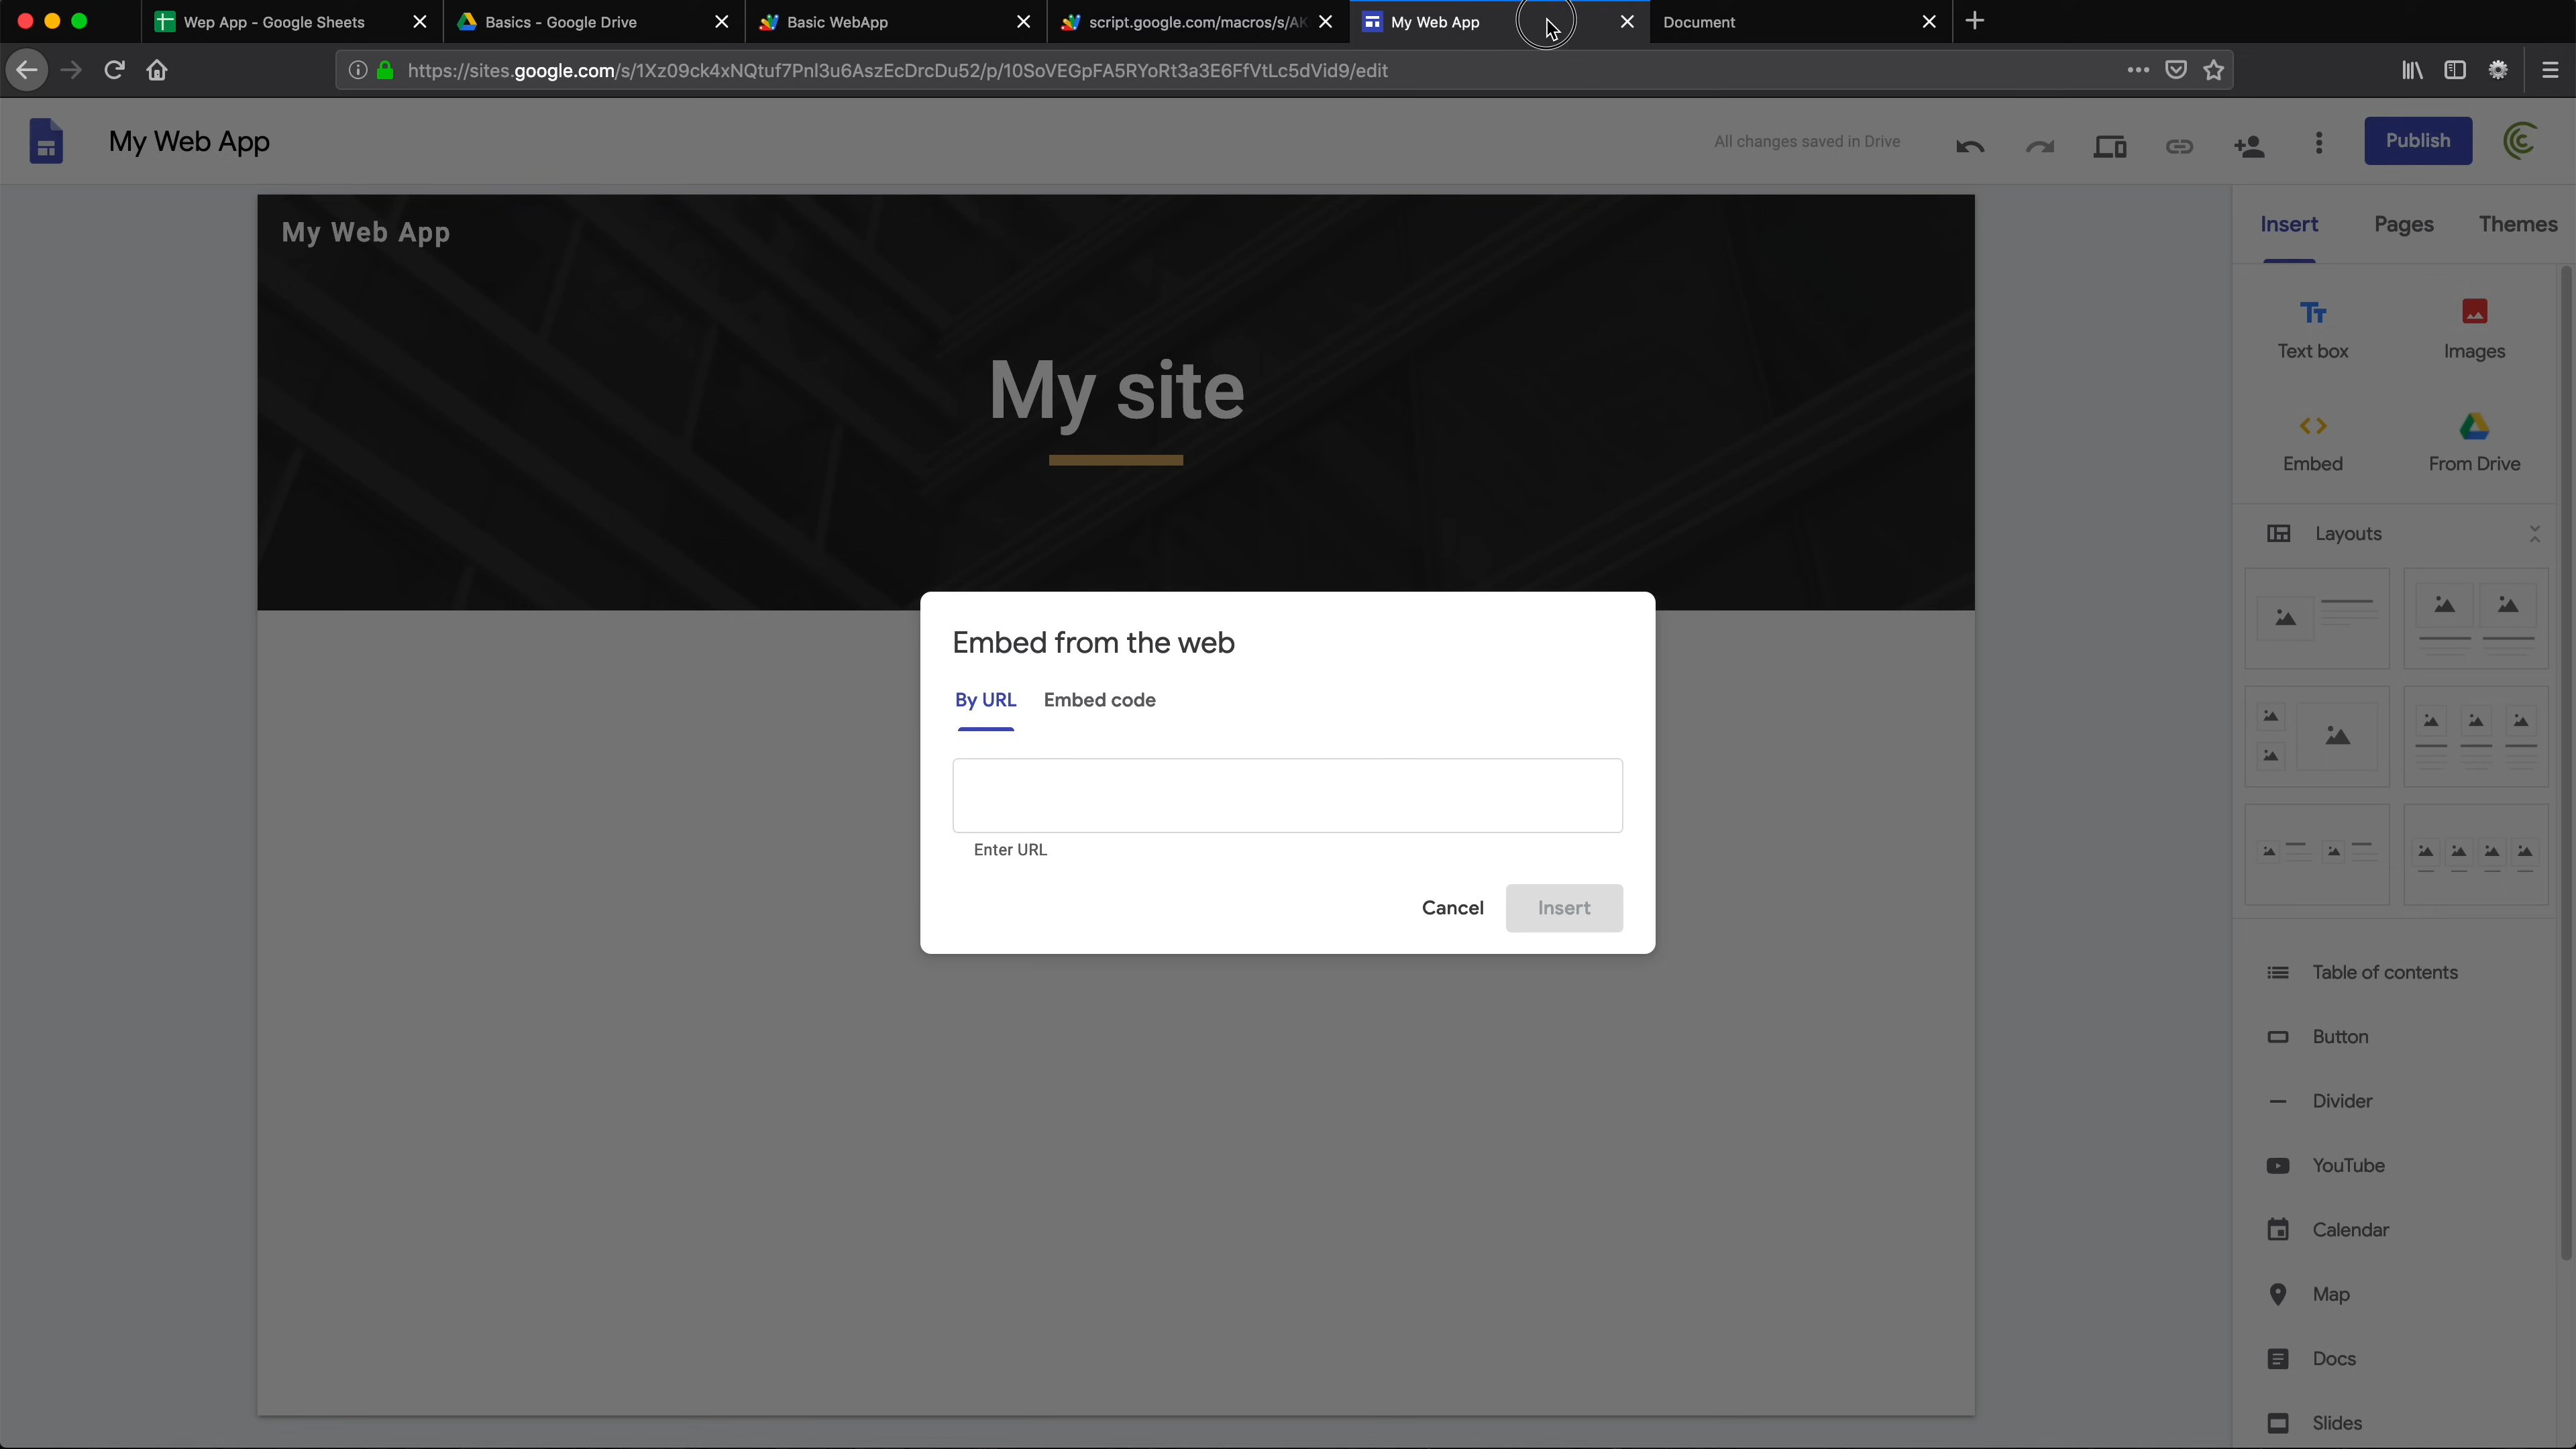 Wep App - Google Sheets
Basics - Google Drive
Basic WebApp
script.google.com/macros/s/AK
My Web App
Document
https://sites.google.com/s/1Xz09ck4xNQtuf7Pnl3u6AszEcDrcDu52/p/10SoVEGpFA5RYoRt3a3E6FfVtLc5dVid9/edit
My Web App
All changes saved in Drive
Publish
My Web App
My site
Insert
Pages
Themes
Text box
Images
Embed
From Drive
Layouts
Embed from the web
By URL
Embed code
Enter URL
Cancel
Insert
Table of contents
Button
Divider
YouTube
Calendar
Map
Docs
Slides